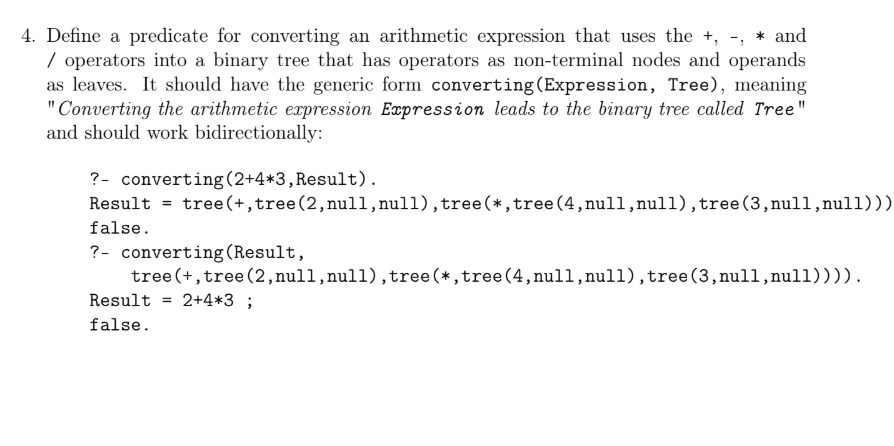 4. Define a predicate for converting an arithmetic expression that uses the +, -, * and
/ operators into a binary tree that has operators as non-terminal nodes and operands
as leaves. It should have the generic form converting(Expression, Tree), meaning
"Converting the arithmetic expression Expression leads to the binary tree called Tree"
and should work bidirectionally:
?- converting(2+4*3,Result).
Result = tree(+,tree(2,null,null),tree(*,tree(4,null,null),tree(3,null,null)))
false.
?- converting(Result,
tree(+,tree(2,null,null),tree(*,tree(4,null,null),tree(3,null,null)))).
Result = 2+4*3 ;
false.